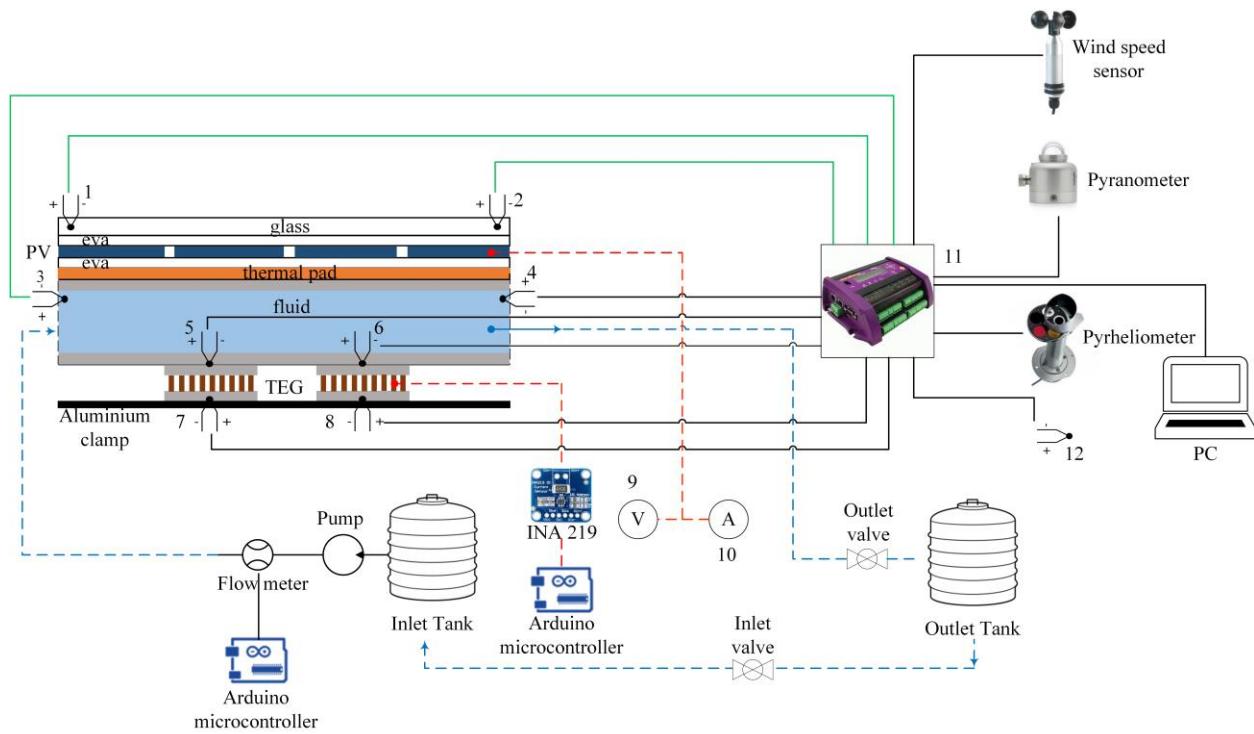 Wind speed
sensor
Pyranometer
1
+ -
2
+ -
glass
eva
PV
eva
thermal pad
3
-
+
4
+
-
fluid
5
+ -
6
+ -
TEG
Aluminium
clamp
7
- +
8
- +
11
Pyrheliometer
PC
-
+
12
9
V
A
10
INA 219
Pump
Flow meter
Inlet Tank
Arduino
microcontroller
Arduino
microcontroller
Outlet
valve
Inlet
valve
Outlet Tank